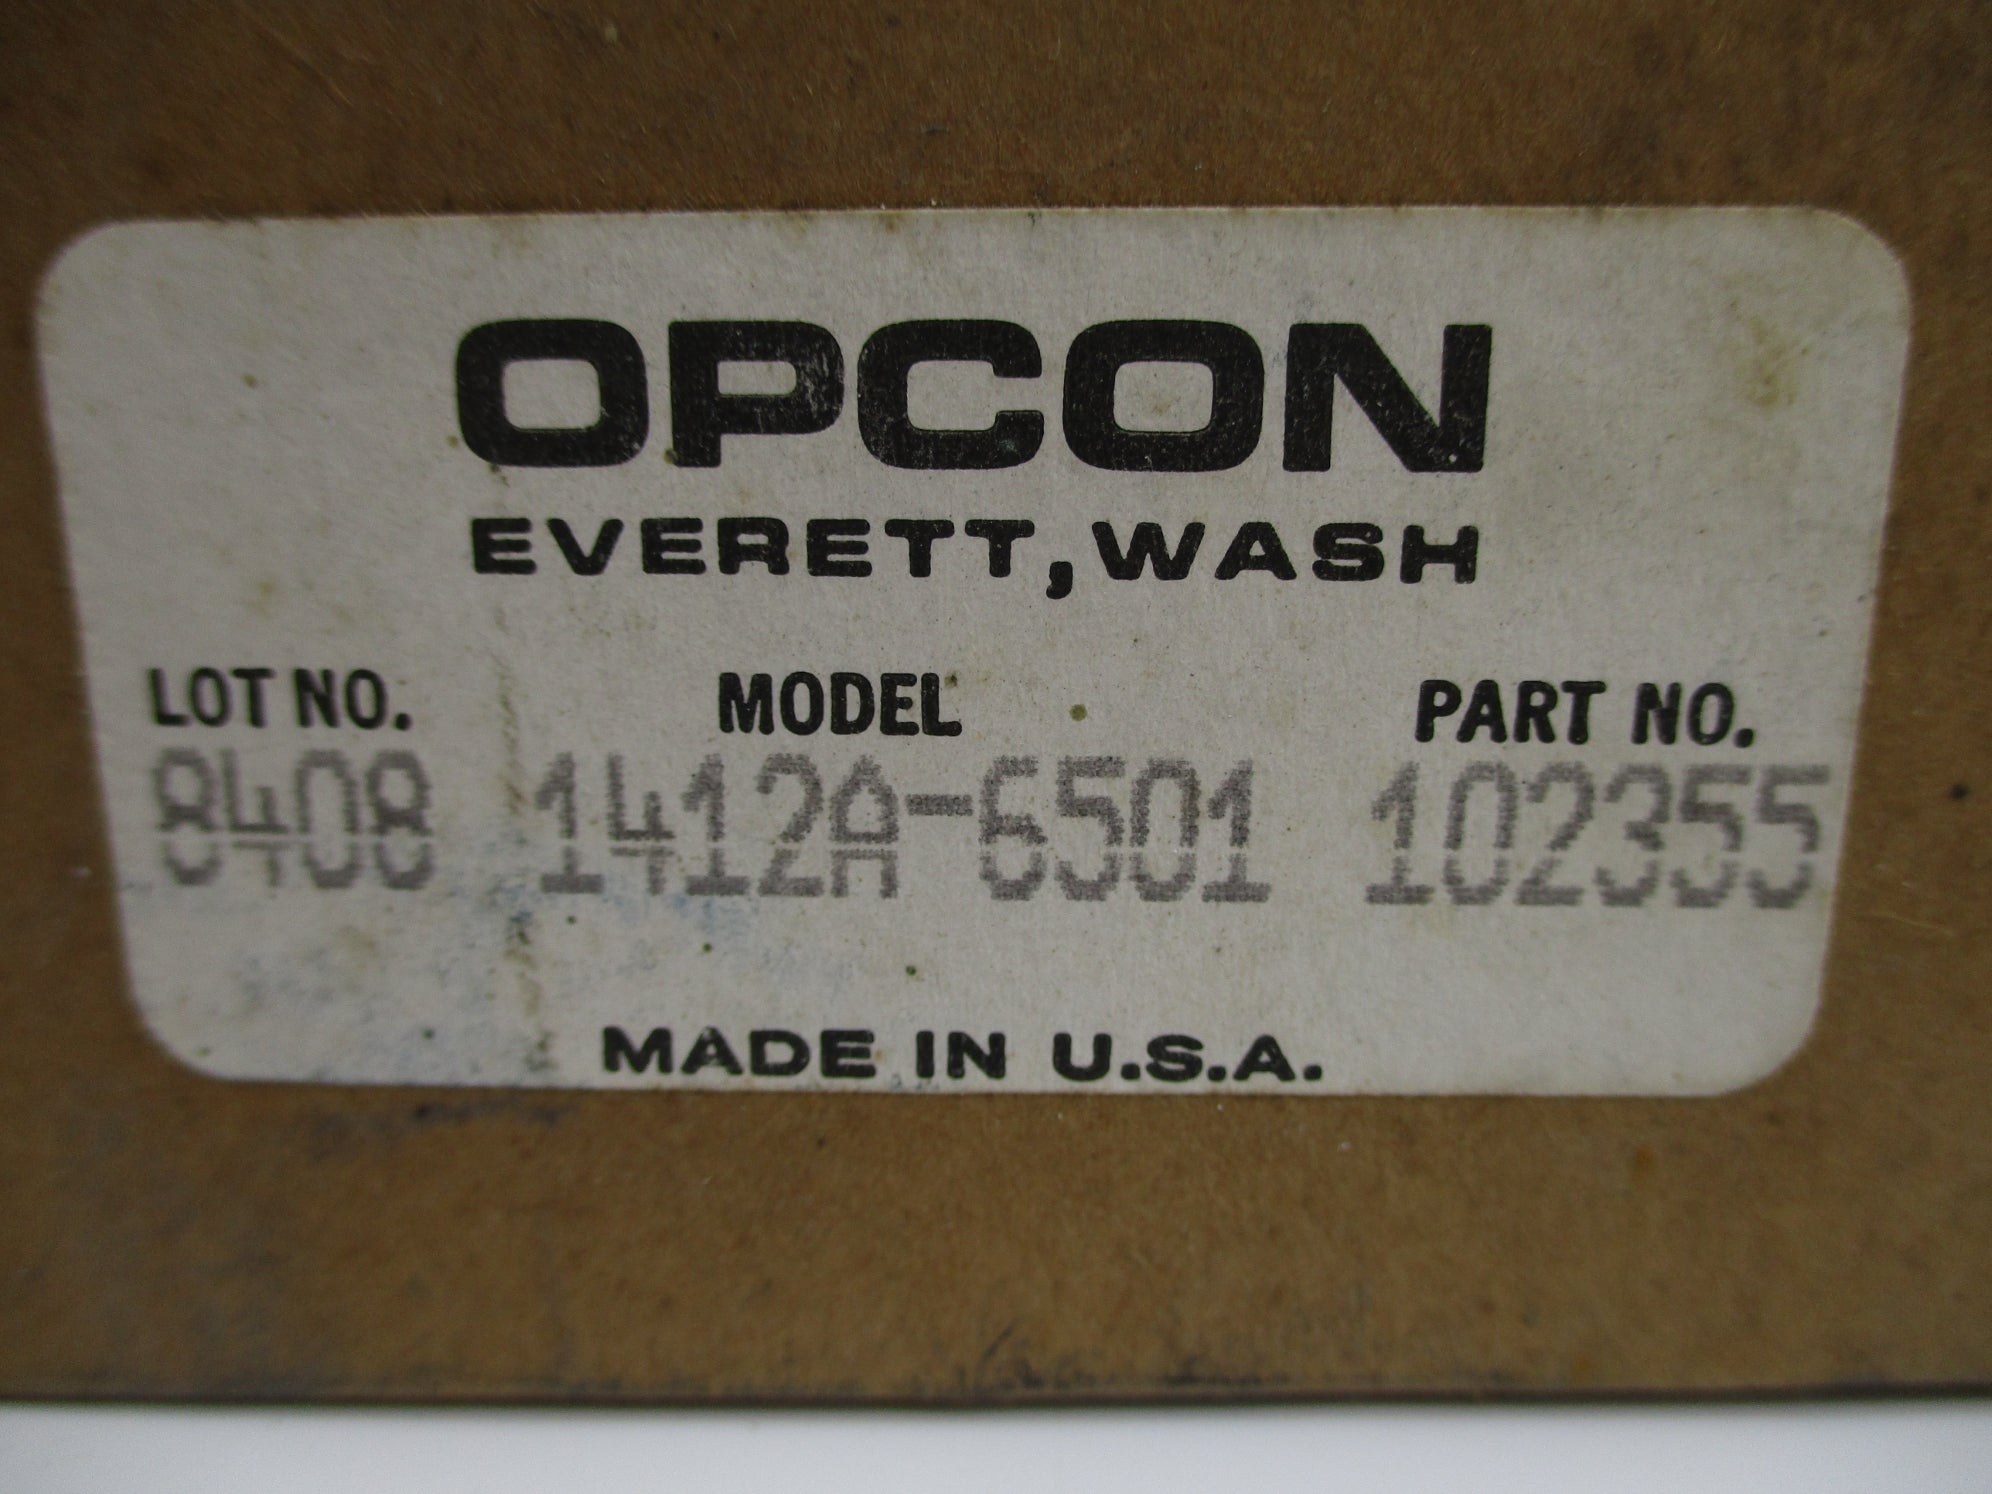 OPCON
EVERETT, WASH
LOT NO. MODEL PART NO.
8408 1412A-6501 102355
MADE IN U.S.A.